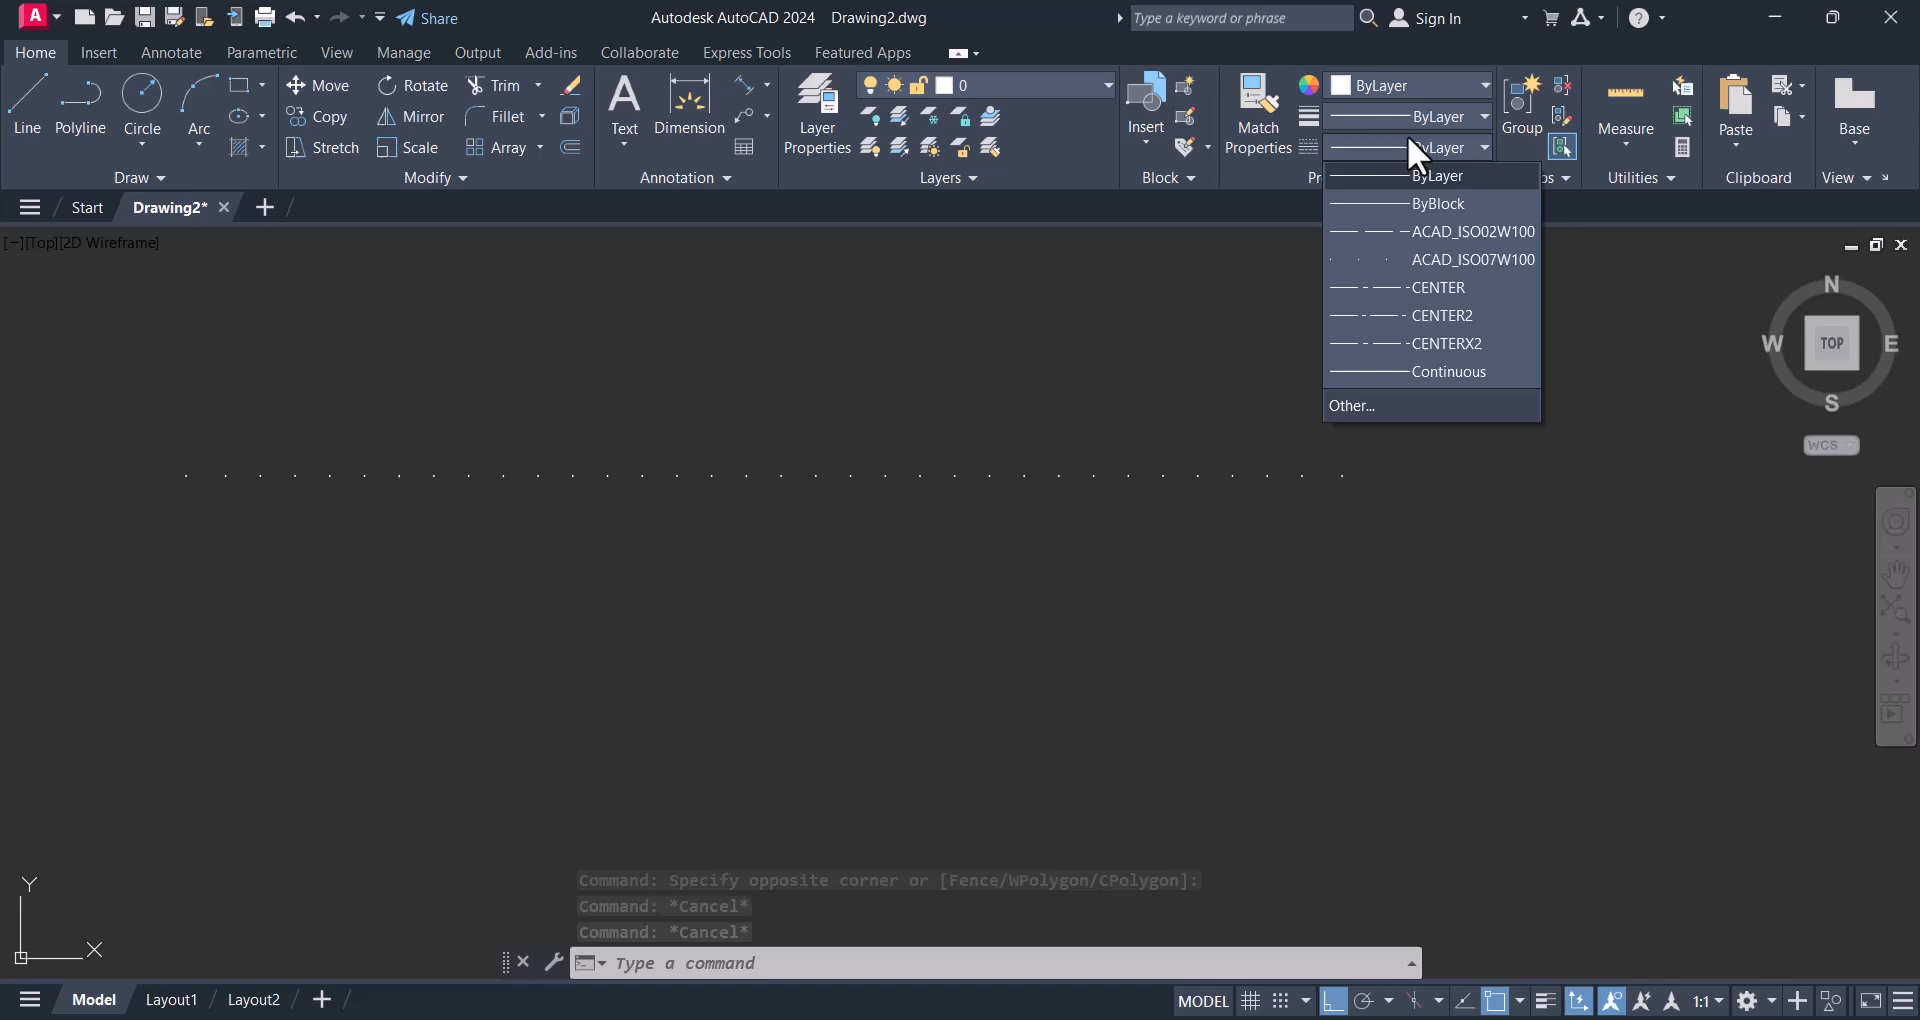 Share
Autodesk AutoCAD 2024 Drawing2.dwg
Type a keyword or phrase
Sign In
Home Insert Annotate Parametric View Manage Output Add-ins Collaborate Express Tools Featured Apps
Line Polyline Circle Arc
Draw
Move Rotate Trim
Copy Mirror Fillet
Stretch Scale Array
Modify
Text Dimension
Annotation
Layer Properties
0
Layers
Insert
Block
Match Properties
ByLayer
ByLayer
ByLayer
Group
Measure
Utilities
Paste
Clipboard
Base
View
Start Drawing2*
[−][Top][2D Wireframe]
ByLayer
ByBlock
ACAD_ISO02W100
ACAD_ISO07W100
CENTER
CENTER2
CENTERX2
Continuous
Other...
N
W TOP E
S
WCS
Y
X
Command: Specify opposite corner or [Fence/WPolygon/CPolygon]:
Command: *Cancel*
Command: *Cancel*
Type a command
Model Layout1 Layout2
MODEL 1:1